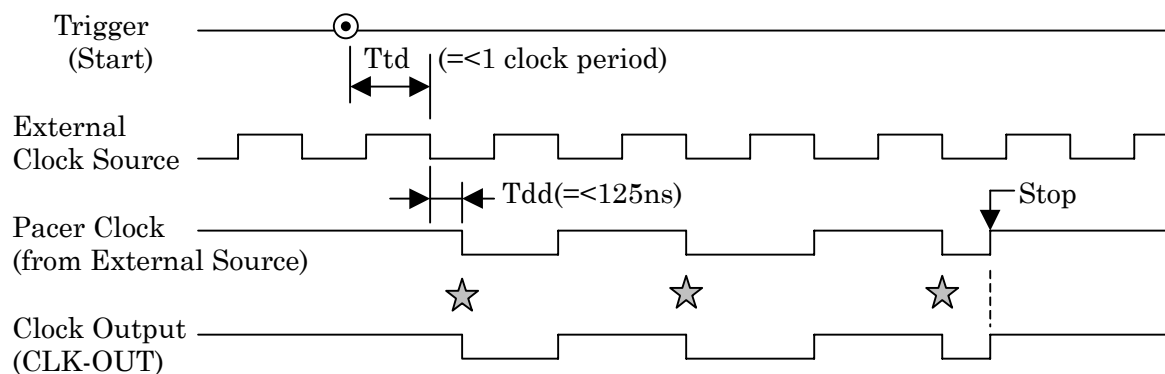 Trigger
(Start)
Ttd (=<1 clock period)
External
Clock Source
Tdd(=<125ns)
Stop
Pacer Clock
(from External Source)
Clock Output
(CLK-OUT)